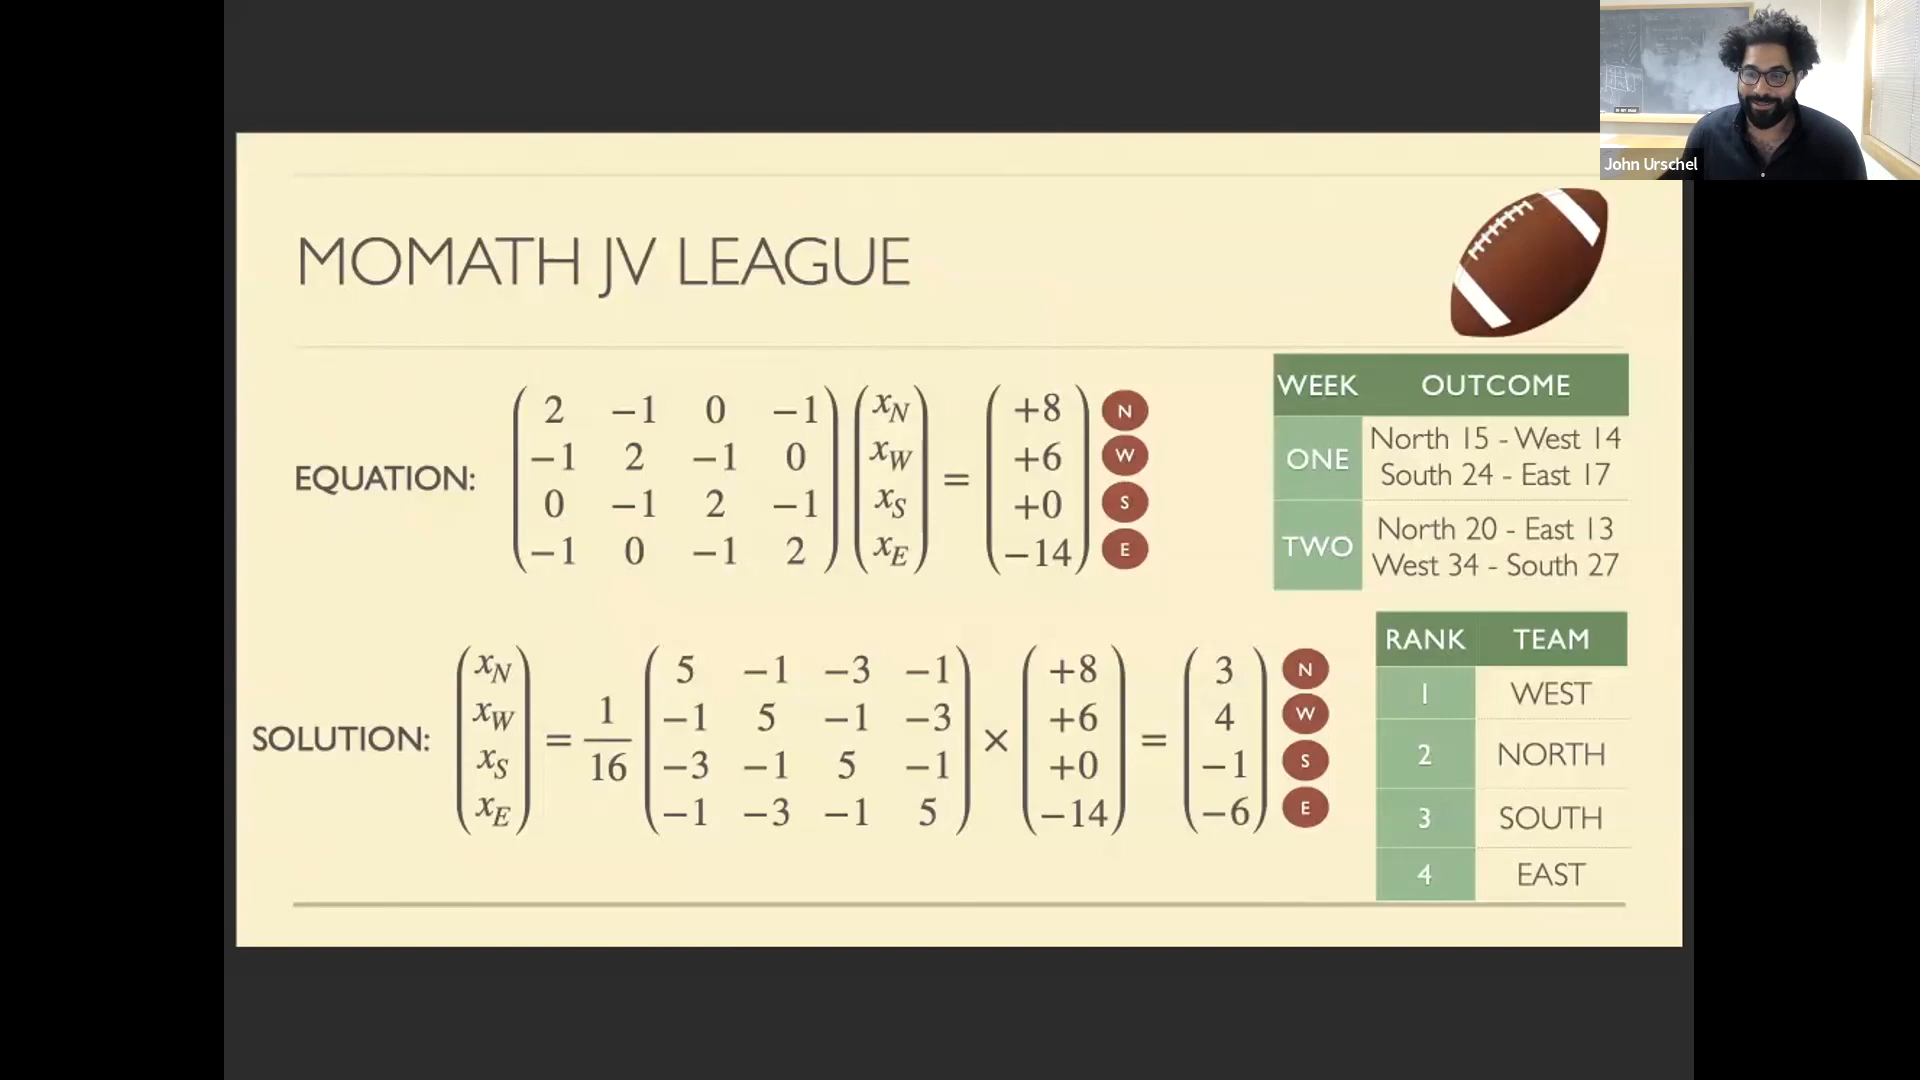 John Urschel
MOMATH JV LEAGUE
EQUATION:
2 −1 0 −1
−1 2 −1 0
0 −1 2 −1
−1 0 −1 2
x_N
x_W
x_S
x_E
=
+8
+6
+0
−14
N
W
S
E
WEEK OUTCOME
ONE
North 15 - West 14
South 24 - East 17
TWO
North 20 - East 13
West 34 - South 27
SOLUTION:
x_N
x_W
x_S
x_E
=
1
16
5 −1 −3 −1
−1 5 −1 −3
−3 −1 5 −1
−1 −3 −1 5
×
+8
+6
+0
−14
=
3
4
−1
−6
N
W
S
E
RANK TEAM
1 WEST
2 NORTH
3 SOUTH
4 EAST